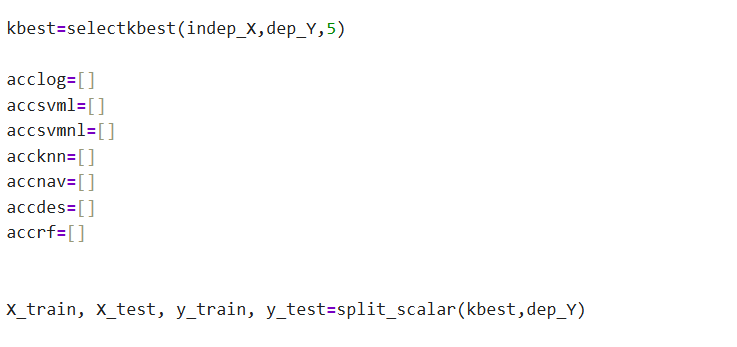 kbest=selectkbest(indep_X,dep_Y,5)
acclog=[]
accsvml=[]
accsvmnl=[]
accknn=[]
accnav=[]
accdes=[]
accrf=[]
X_train, X_test, y_train, y_test=split_scalar(kbest,dep_Y)